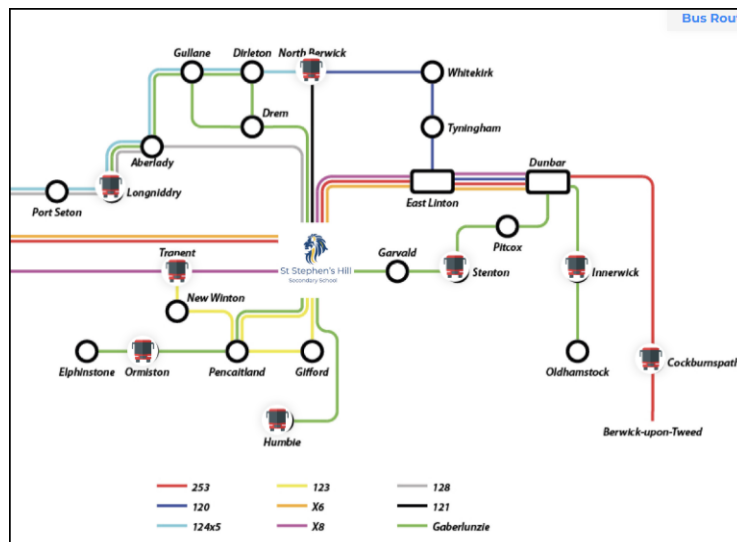 Bus Rout
Gullane
Dirleton
North Berwick
Whitekirk
Drem
Tyningham
Aberlady
Dunbar
Longniddry
Port Seton
East Linton
Pitcox
Tranent
St Stephen's Hill
Secondary School
Garvald
Stenton
Innerwick
New Winton
Elphinstone
Ormiston
Pencaitland
Gifford
Oldhamstock
Cockburnspath
Humbie
Berwick-upon-Tweed
253
123
128
120
X6
121
124x5
X8
Gaberlunzie